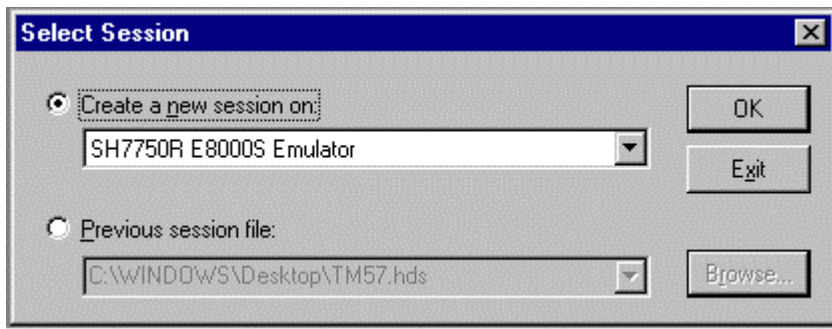 Select Session
Create a new session on:
OK
SH7750R E8000S Emulator
Exit
Previous session file:
C:\WINDOWS\Desktop\TM57.hds
Browse...